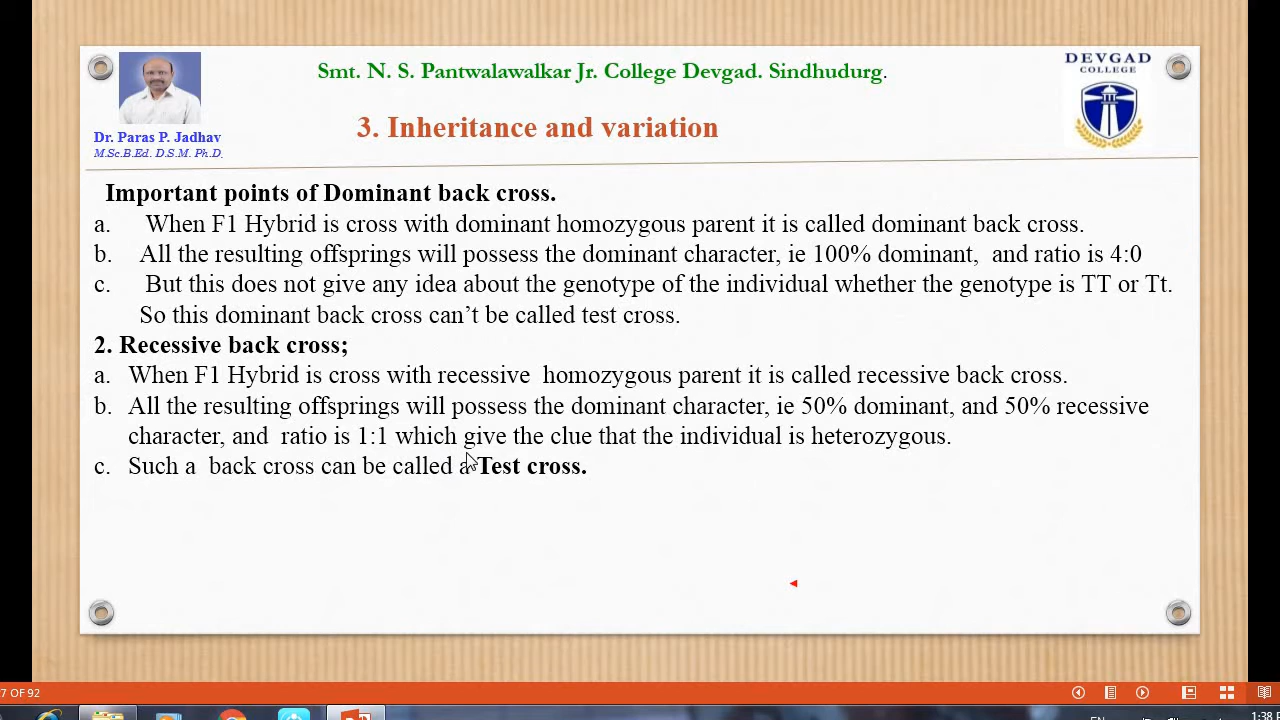 Smt. N. S. Pantwalawalkar Jr. College Devgad. Sindhudurg.
DEVGAD
COLLEGE
Dr. Paras P. Jadhav
M.Sc.B.Ed. D.S.M. Ph.D.
3. Inheritance and variation
Important points of Dominant back cross.
a. When F1 Hybrid is cross with dominant homozygous parent it is called dominant back cross.
b. All the resulting offsprings will possess the dominant character, ie 100% dominant, and ratio is 4:0
c. But this does not give any idea about the genotype of the individual whether the genotype is TT or Tt.
So this dominant back cross can’t be called test cross.
2. Recessive back cross;
a. When F1 Hybrid is cross with recessive homozygous parent it is called recessive back cross.
b. All the resulting offsprings will possess the dominant character, ie 50% dominant, and 50% recessive
character, and ratio is 1:1 which give the clue that the individual is heterozygous.
c. Such a back cross can be called a Test cross.
7 OF 92
1:38